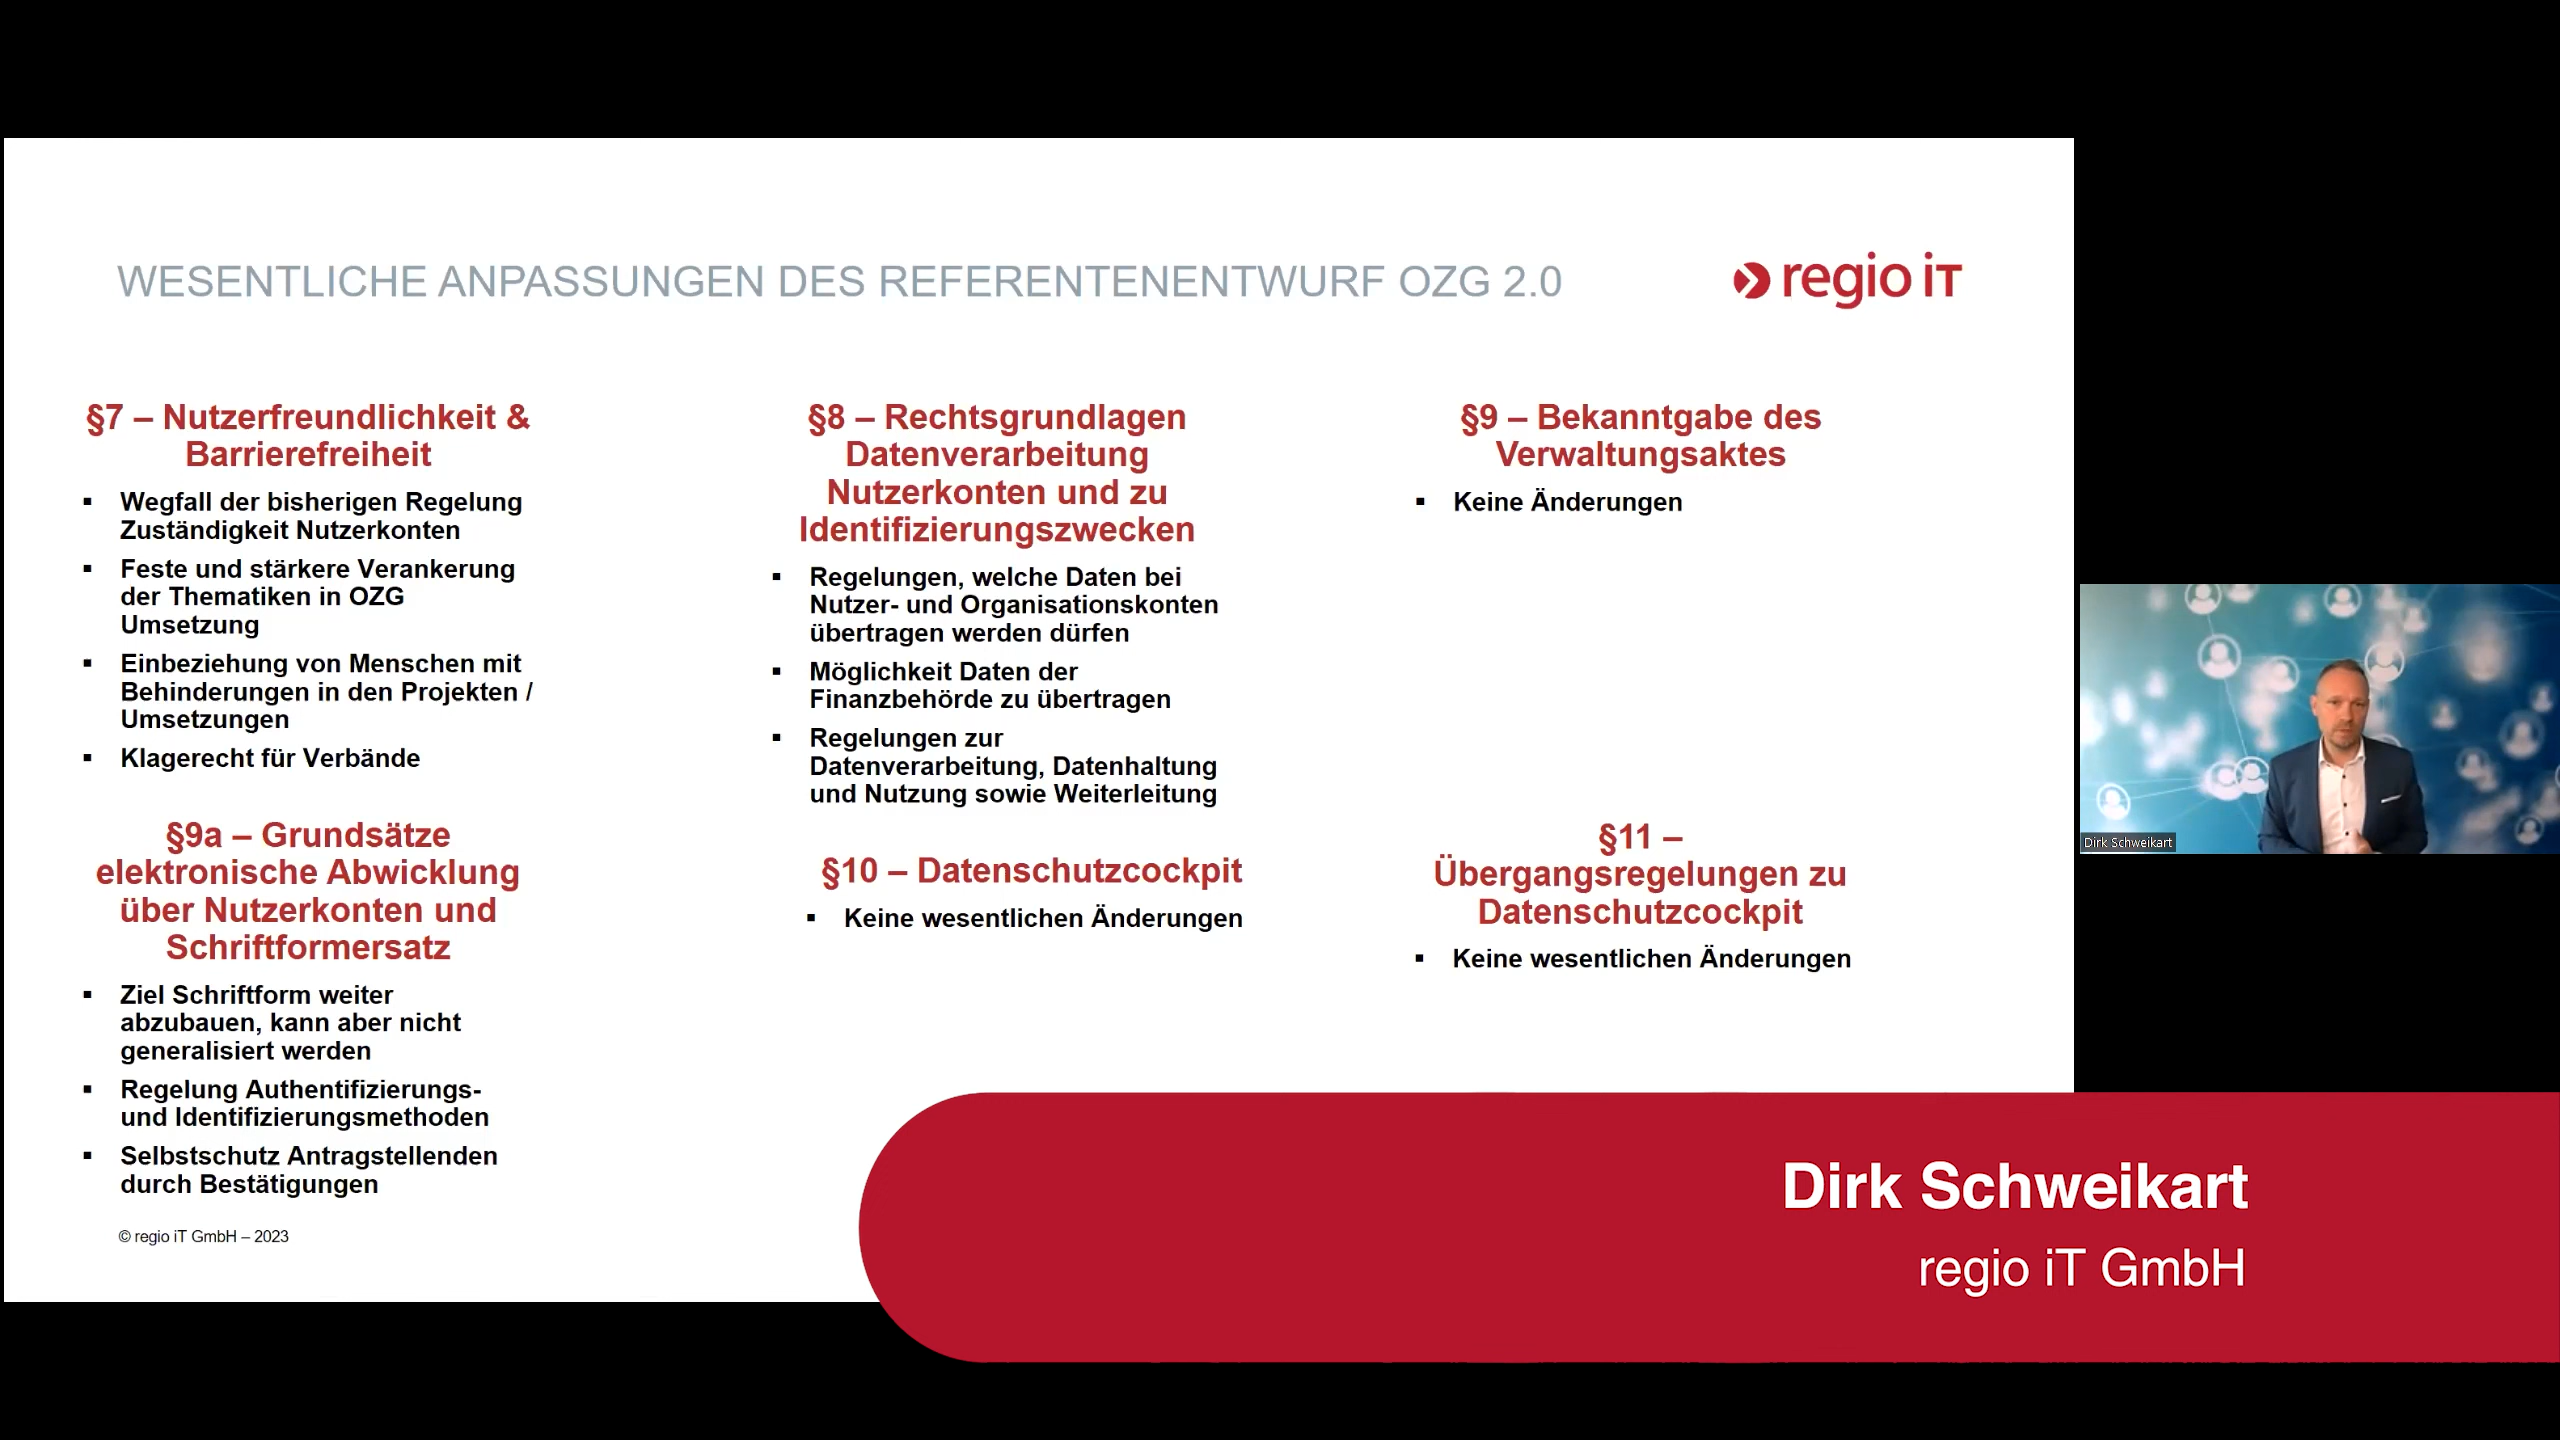 WESENTLICHE ANPASSUNGEN DES REFERENTENENTWURF OZG 2.0
regio iT
§7 – Nutzerfreundlichkeit &
Barrierefreiheit
▪ Wegfall der bisherigen Regelung
Zuständigkeit Nutzerkonten
▪ Feste und stärkere Verankerung
der Thematiken in OZG
Umsetzung
▪ Einbeziehung von Menschen mit
Behinderungen in den Projekten /
Umsetzungen
▪ Klagerecht für Verbände
§8 – Rechtsgrundlagen
Datenverarbeitung
Nutzerkonten und zu
Identifizierungszwecken
▪ Regelungen, welche Daten bei
Nutzer- und Organisationskonten
übertragen werden dürfen
▪ Möglichkeit Daten der
Finanzbehörde zu übertragen
▪ Regelungen zur
Datenverarbeitung, Datenhaltung
und Nutzung sowie Weiterleitung
§9 – Bekanntgabe des
Verwaltungsaktes
▪ Keine Änderungen
§9a – Grundsätze
elektronische Abwicklung
über Nutzerkonten und
Schriftformersatz
▪ Ziel Schriftform weiter
abzubauen, kann aber nicht
generalisiert werden
▪ Regelung Authentifizierungs-
und Identifizierungsmethoden
▪ Selbstschutz Antragstellenden
durch Bestätigungen
§10 – Datenschutzcockpit
▪ Keine wesentlichen Änderungen
§11 –
Übergangsregelungen zu
Datenschutzcockpit
▪ Keine wesentlichen Änderungen
© regio iT GmbH – 2023
Dirk Schweikart
Dirk Schweikart
regio iT GmbH